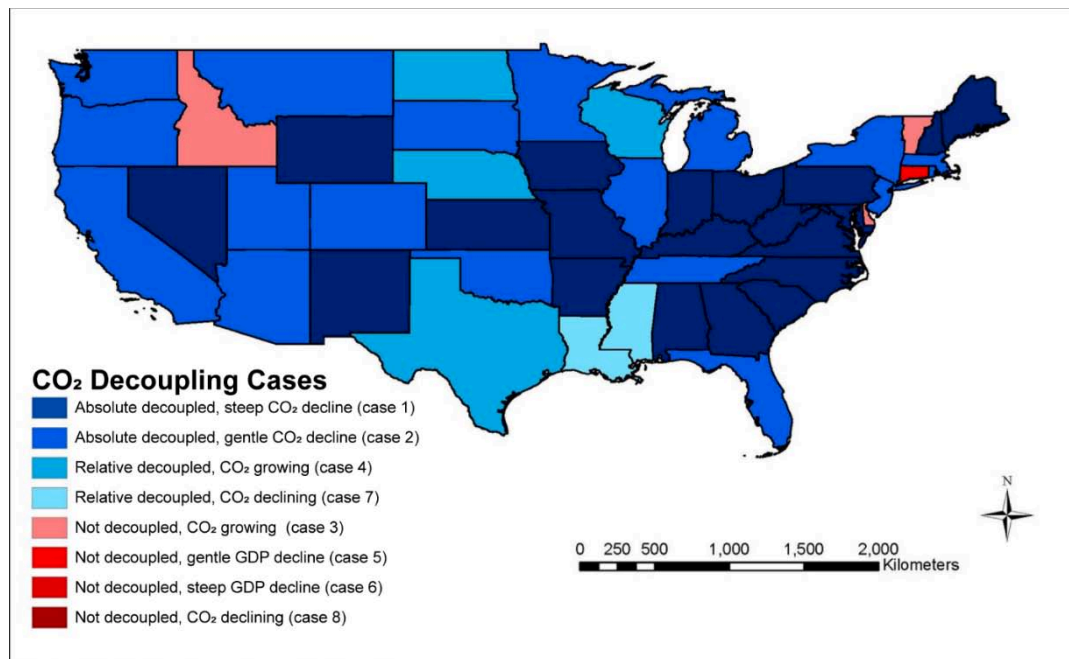 CO₂ Decoupling Cases
Absolute decoupled, steep CO₂ decline (case 1)
Absolute decoupled, gentle CO₂ decline (case 2)
Relative decoupled, CO₂ growing (case 4)
Relative decoupled, CO₂ declining (case 7)
Not decoupled, CO₂ growing (case 3)
Not decoupled, gentle GDP decline (case 5)
Not decoupled, steep GDP decline (case 6)
Not decoupled, CO₂ declining (case 8)
N
0 250 500 1,000 1,500 2,000
Kilometers